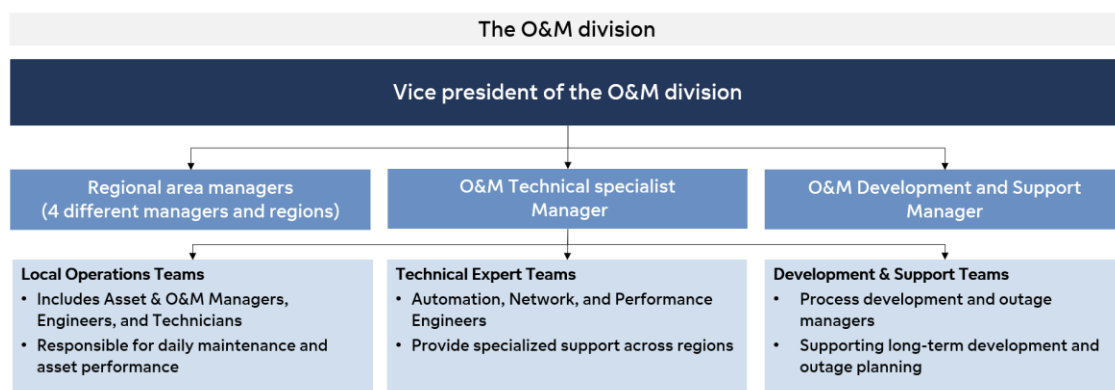 The O&M division
Vice president of the O&M division
Regional area managers
(4 different managers and regions)
O&M Technical specialist
Manager
O&M Development and Support
Manager
Local Operations Teams
• Includes Asset & O&M Managers,
Engineers, and Technicians
• Responsible for daily maintenance and
asset performance
Technical Expert Teams
• Automation, Network, and Performance
Engineers
• Provide specialized support across regions
Development & Support Teams
• Process development and outage
managers
• Supporting long-term development and
outage planning